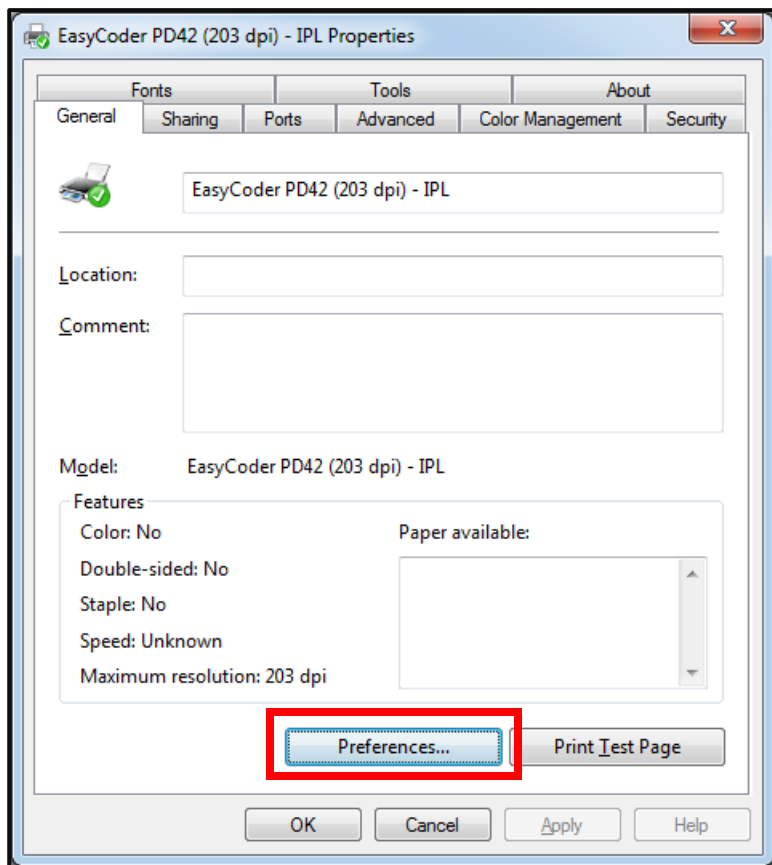 EasyCoder PD42 (203 dpi) - IPL Properties
Fonts Tools About
General Sharing Ports Advanced Color Management Security
EasyCoder PD42 (203 dpi) - IPL
Location:
Comment:
Model: EasyCoder PD42 (203 dpi) - IPL
Features
Color: No Paper available:
Double-sided: No
Staple: No
Speed: Unknown
Maximum resolution: 203 dpi
Preferences... Print Test Page
OK Cancel Apply Help